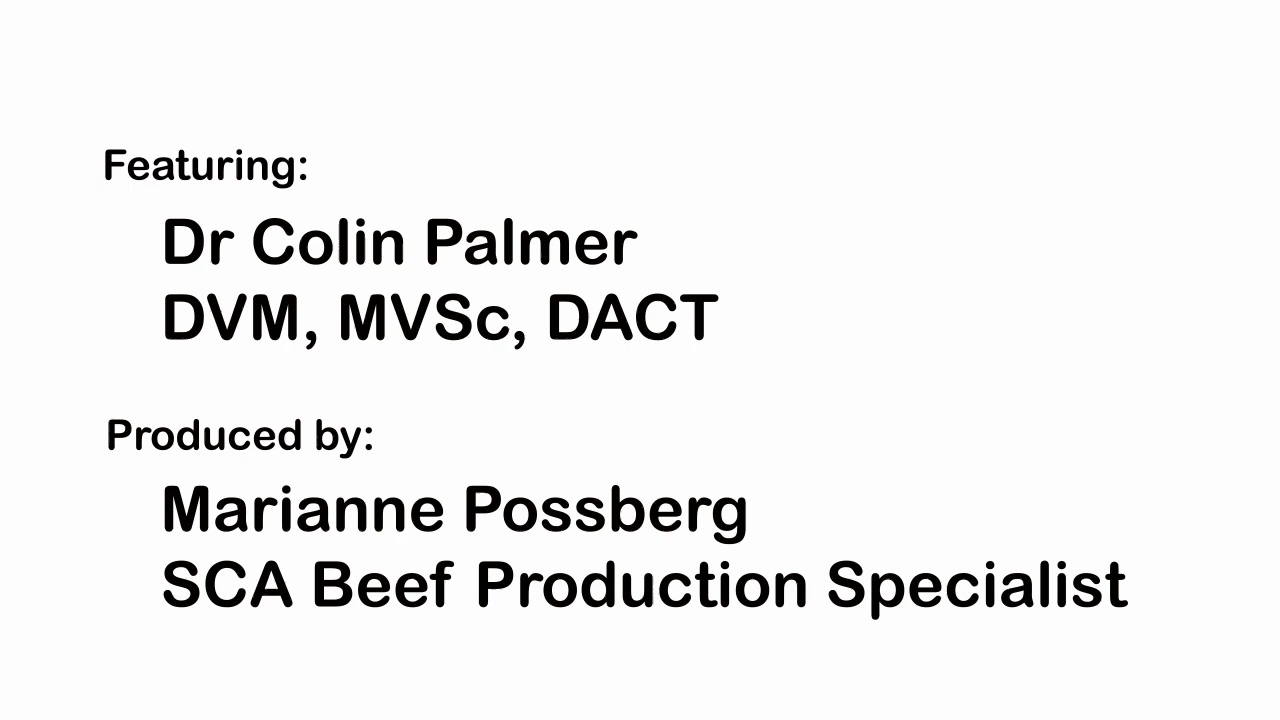 Featuring:
Dr Colin Palmer
DVM, MVSc, DACT
Produced by:
Marianne Possberg
SCA Beef Production Specialist